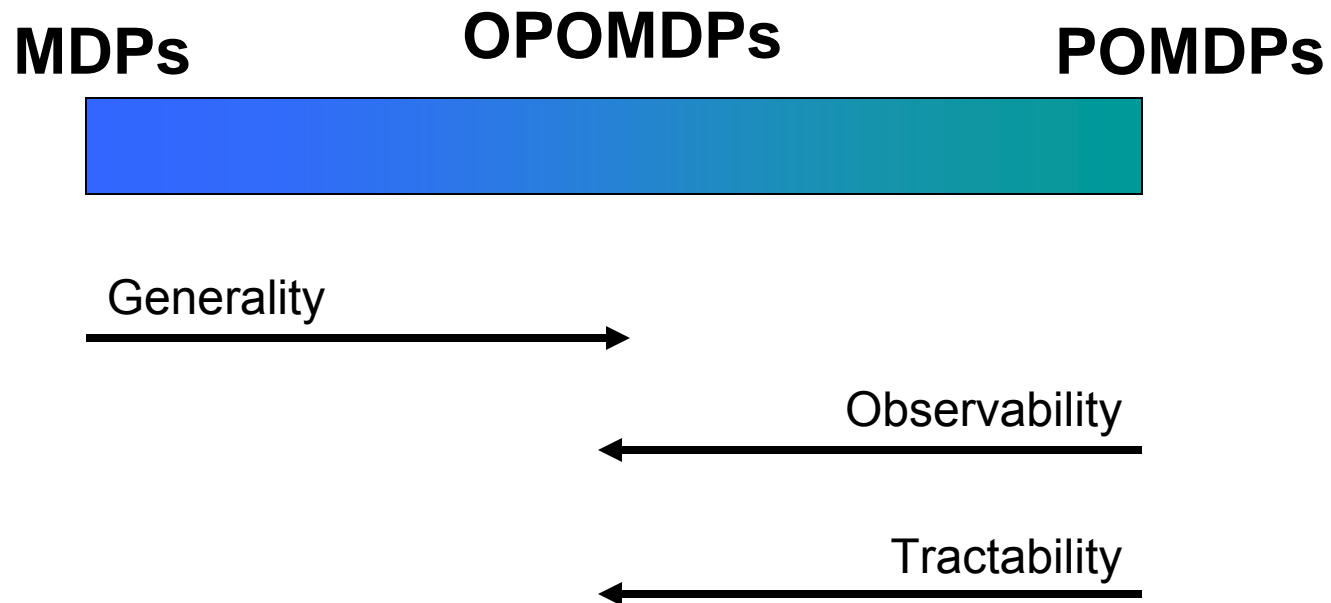 MDPs
OPOMDPs
POMDPs
Generality
Observability
Tractability